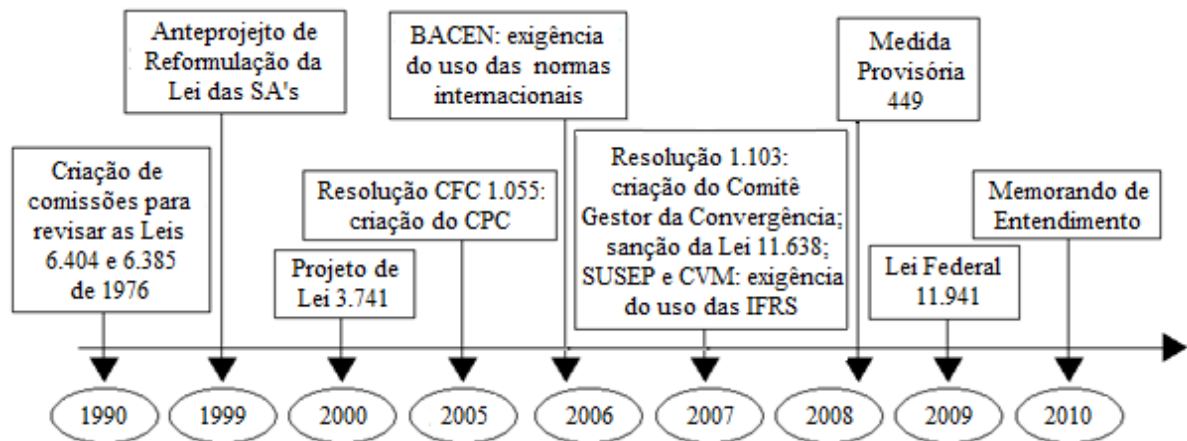 Anteprojejto de
Reformulação da
Lei das SA's
BACEN: exigência
do uso das normas
internacionais
Medida
Provisória
449
Criação de
comissões para
revisar as Leis
6.404 e 6.385
de 1976
Resolução CFC 1.055:
criação do CPC
Projeto de
Lei 3.741
Resolução 1.103:
criação do Comitê
Gestor da Convergência;
sanção da Lei 11.638;
SUSEP e CVM: exigência
do uso das IFRS
Lei Federal
11.941
Memorando de
Entendimento
1990
1999
2000
2005
2006
2007
2008
2009
2010